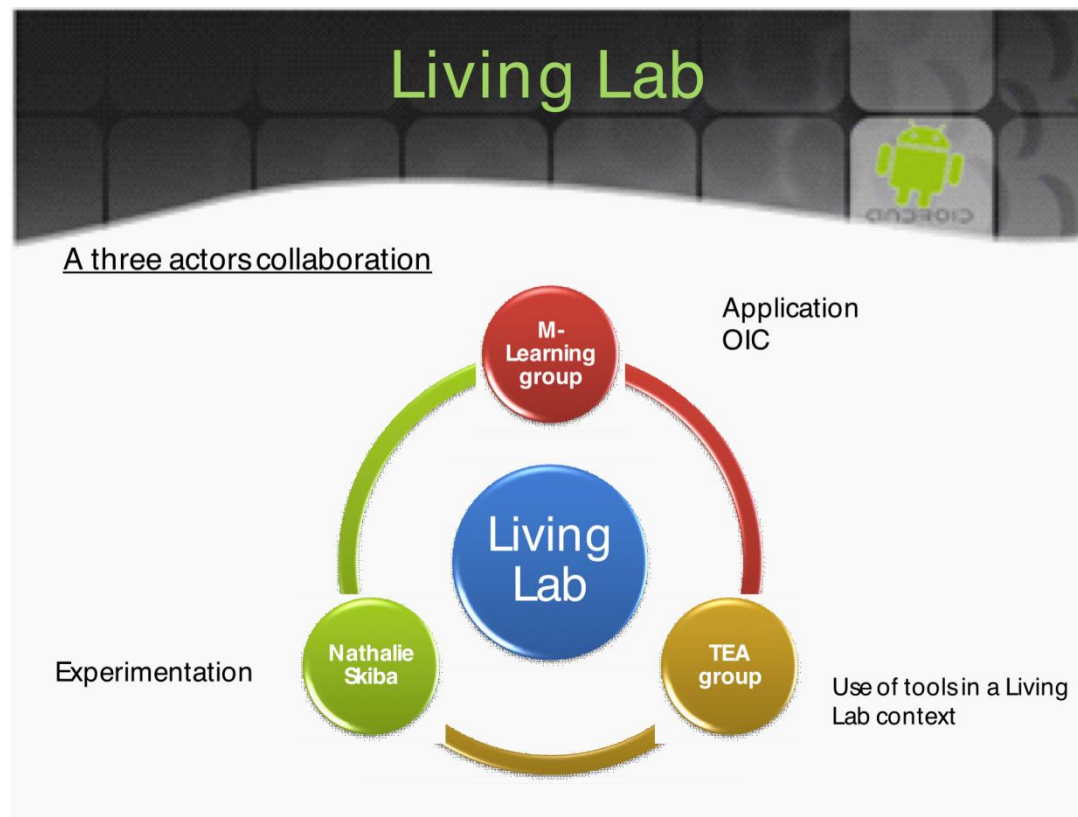 Living Lab
ANDROID
A three actors collaboration
M-
Learning
group
Application
OIC
Living
Lab
Nathalie
Skiba
Experimentation
TEA
group
Use of tools in a Living
Lab context